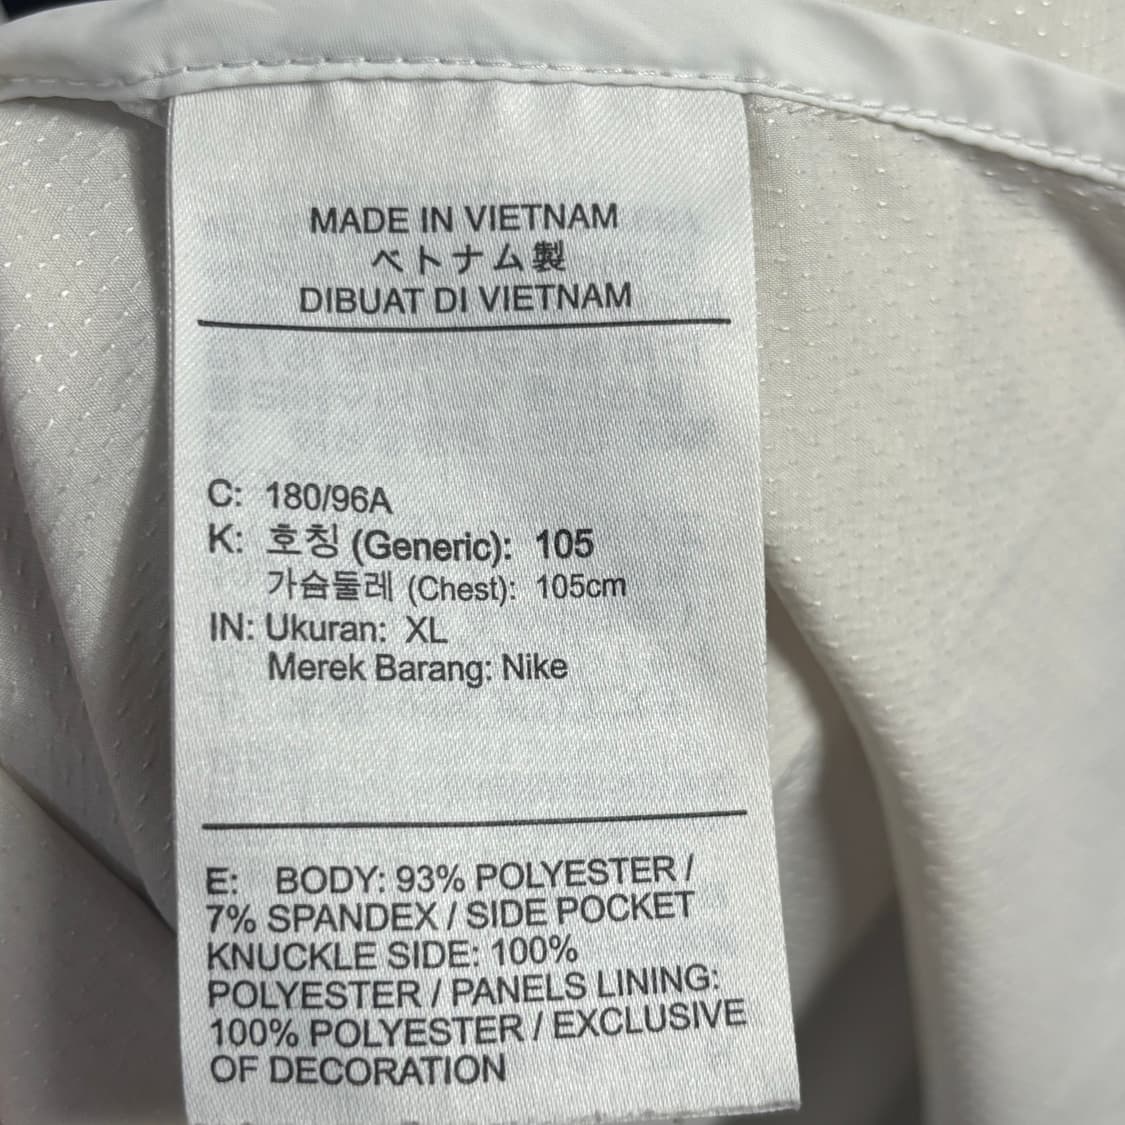 MADE IN VIETNAM
ベトナム製
DIBUAT DI VIETNAM
C: 180/96A
K: 호칭 (Generic): 105
가슴둘레 (Chest): 105cm
IN: Ukuran: XL
Merek Barang: Nike
E: BODY: 93% POLYESTER /
7% SPANDEX / SIDE POCKET
KNUCKLE SIDE: 100%
POLYESTER / PANELS LINING:
100% POLYESTER / EXCLUSIVE
OF DECORATION